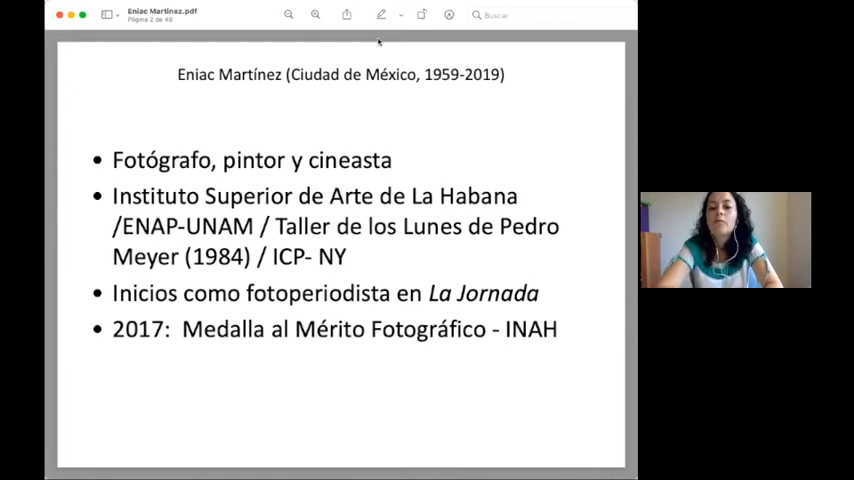 Eniac Martinez.pdf
Página 2 de 48
Buscar
Eniac Martínez (Ciudad de México, 1959-2019)
• Fotógrafo, pintor y cineasta
• Instituto Superior de Arte de La Habana
/ENAP-UNAM / Taller de los Lunes de Pedro
Meyer (1984) / ICP- NY
• Inicios como fotoperiodista en La Jornada
• 2017: Medalla al Mérito Fotográfico - INAH